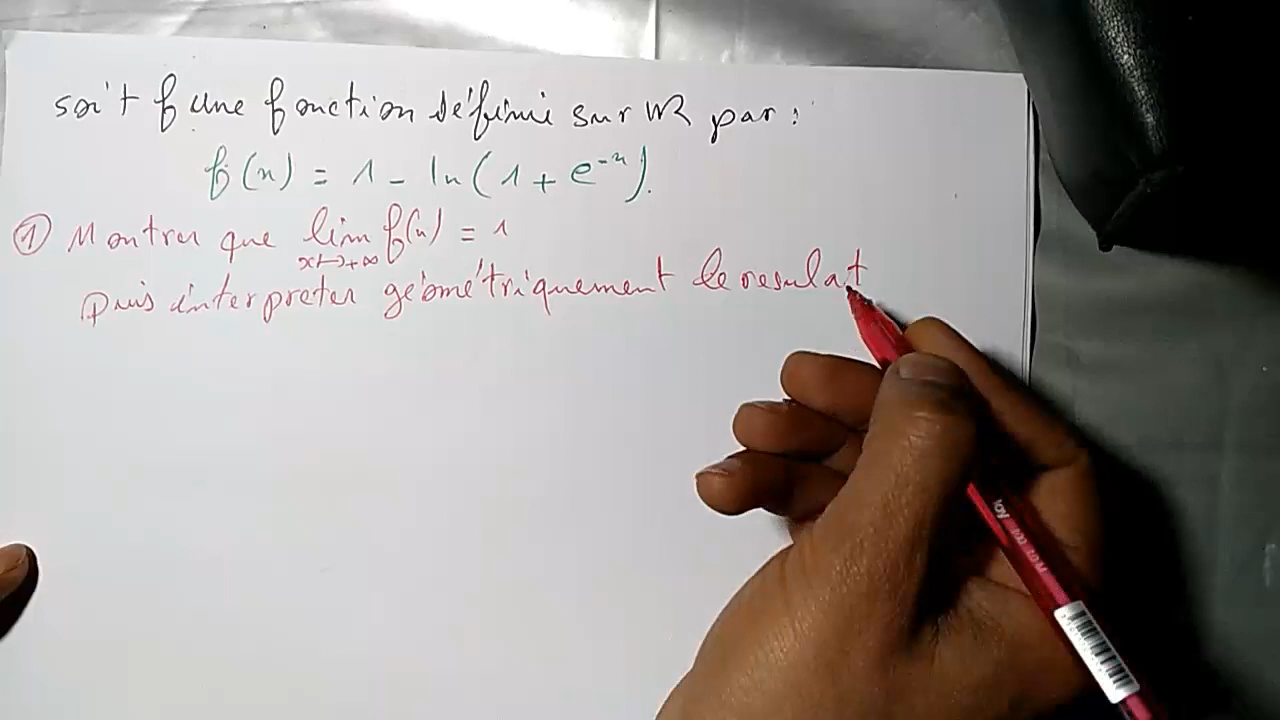 soit f une fonction définie sur IR par :
f(x) = 1 - ln(1 + e^-x).
① Montrer que lim f(x) = 1
x→+∞
puis interpreter géométriquement le resulat